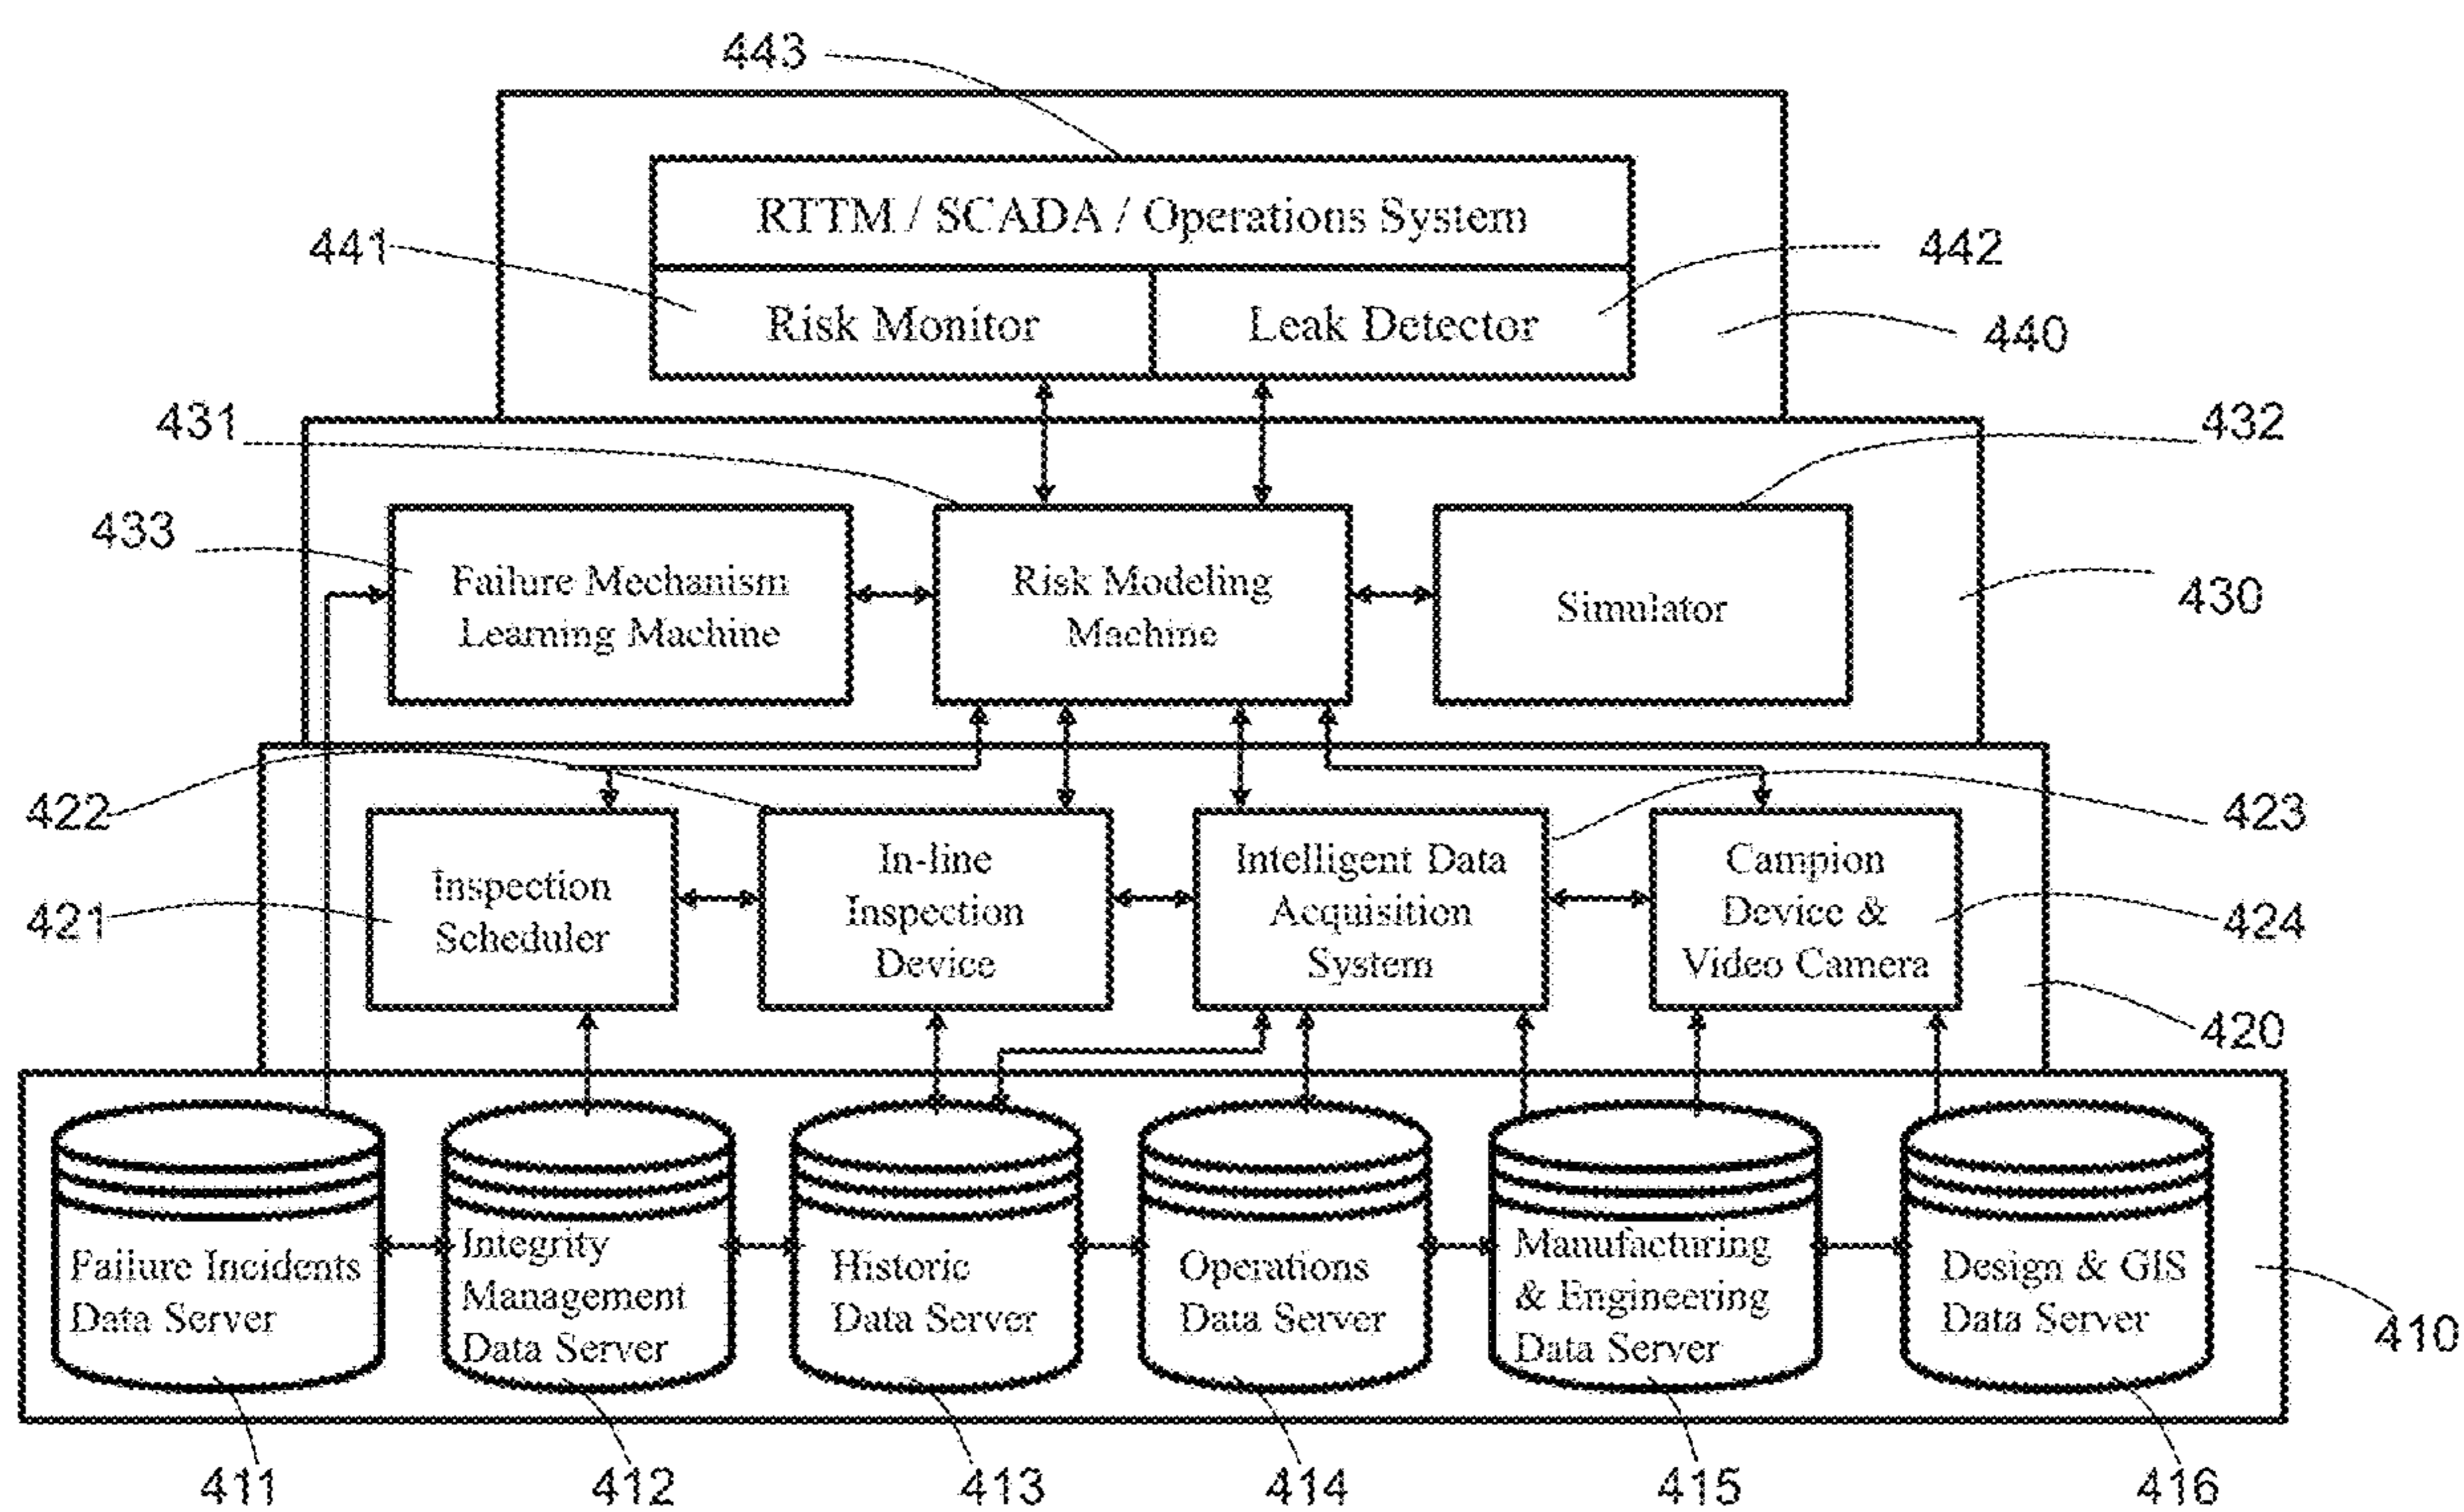 443
RTTM / SCADA / Operations System
441
442
Risk Monitor
Leak Detector
440
431
432
433
Failure Mechanism
Learning Machine
Risk Modeling
Machine
Simulator
430
422
423
421
Inspection
Scheduler
In-line
Inspection
Device
Intelligent Data
Acquisition
System
Campion
Device &
Video Camera
424
420
Failure Incidents
Data Server
Integrity
Management
Data Server
Historic
Data Server
Operations
Data Server
Manufacturing
& Engineering
Data Server
Design & GIS
Data Server
410
411
412
413
414
415
416